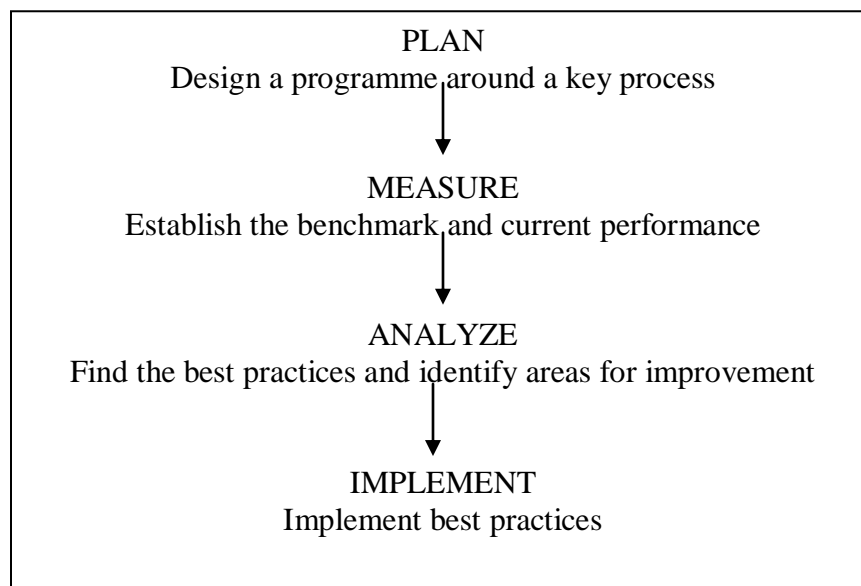 PLAN
Design a programme around a key process
MEASURE
Establish the benchmark and current performance
ANALYZE
Find the best practices and identify areas for improvement
IMPLEMENT
Implement best practices